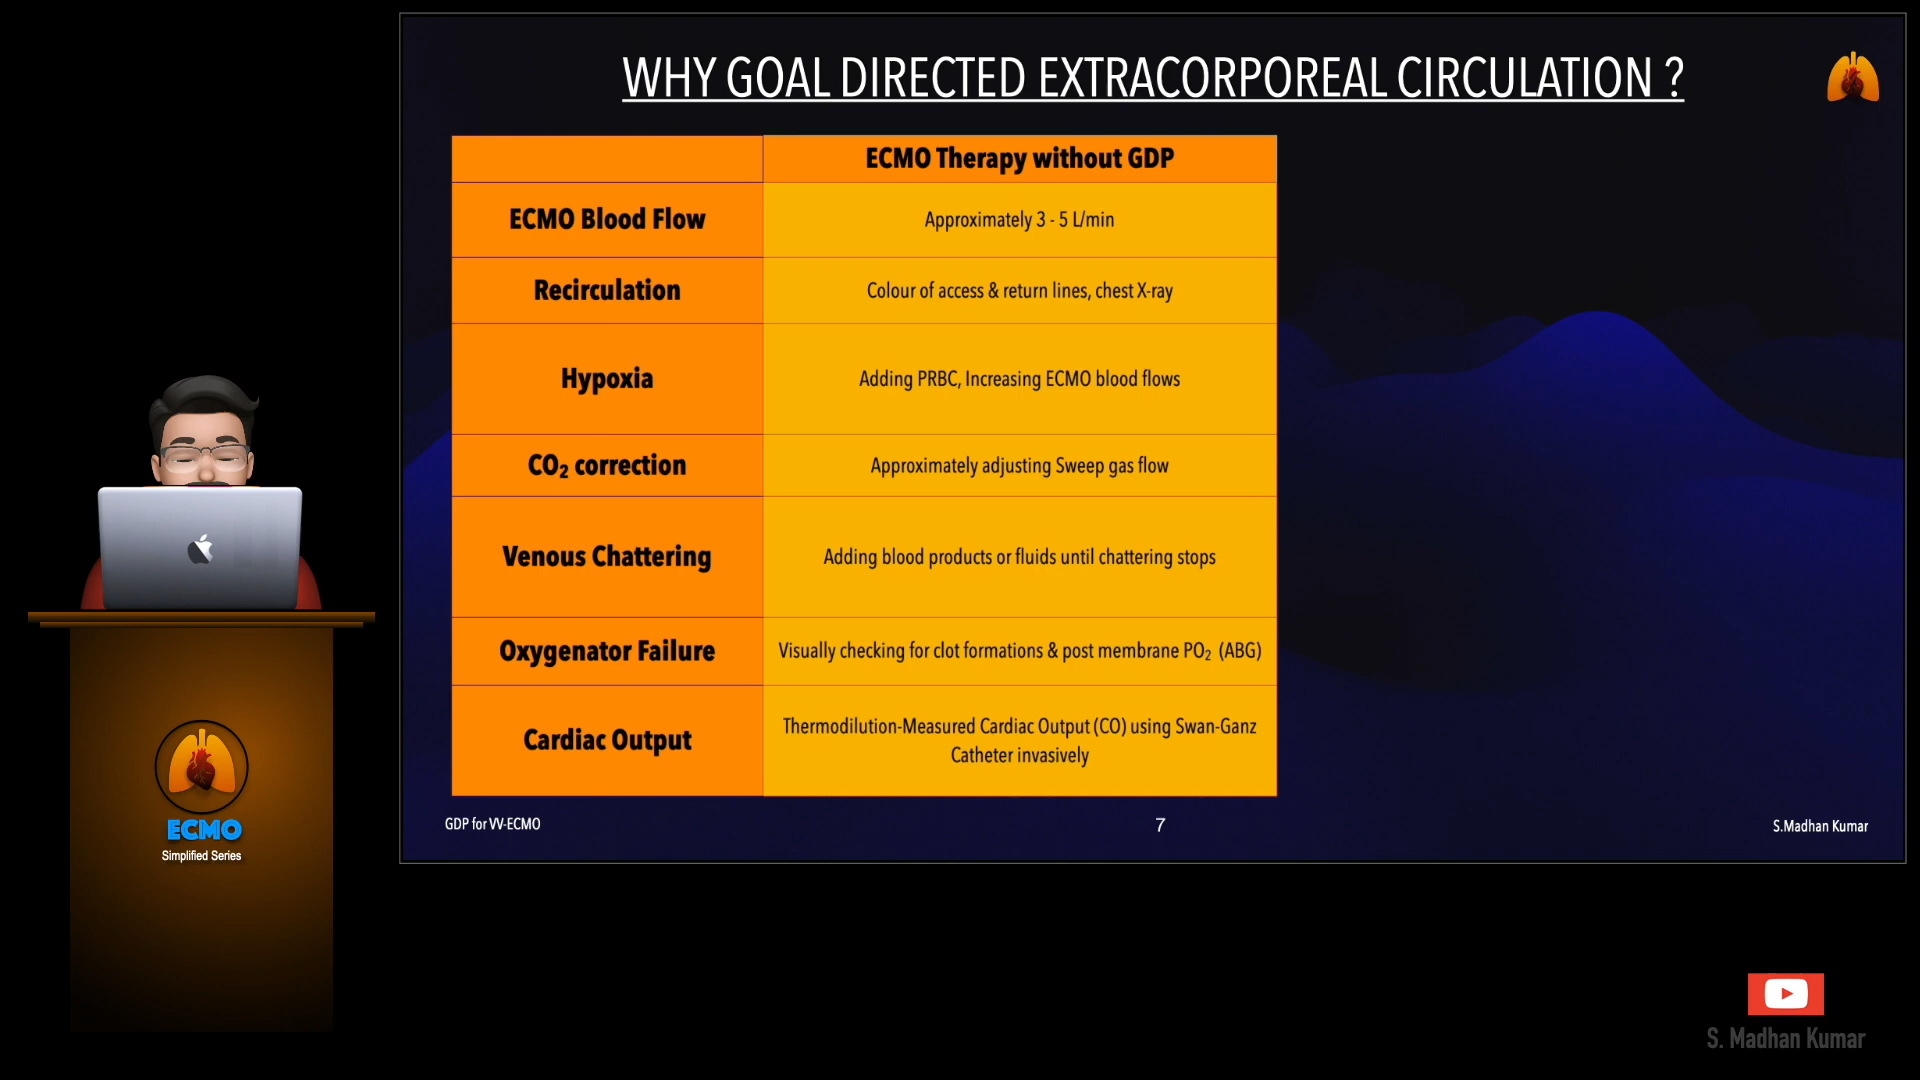 WHY GOAL DIRECTED EXTRACORPOREAL CIRCULATION ?
ECMO Therapy without GDP
ECMO Blood Flow
Approximately 3 - 5 L/min
Recirculation
Colour of access & return lines, chest X-ray
Hypoxia
Adding PRBC, Increasing ECMO blood flows
CO₂ correction
Approximately adjusting Sweep gas flow
Venous Chattering
Adding blood products or fluids until chattering stops
Oxygenator Failure
Visually checking for clot formations & post membrane PO₂ (ABG)
Cardiac Output
Thermodilution-Measured Cardiac Output (CO) using Swan-Ganz
Catheter invasively
GDP for VV-ECMO
7
S.Madhan Kumar
ECMO
Simplified Series
S. Madhan Kumar